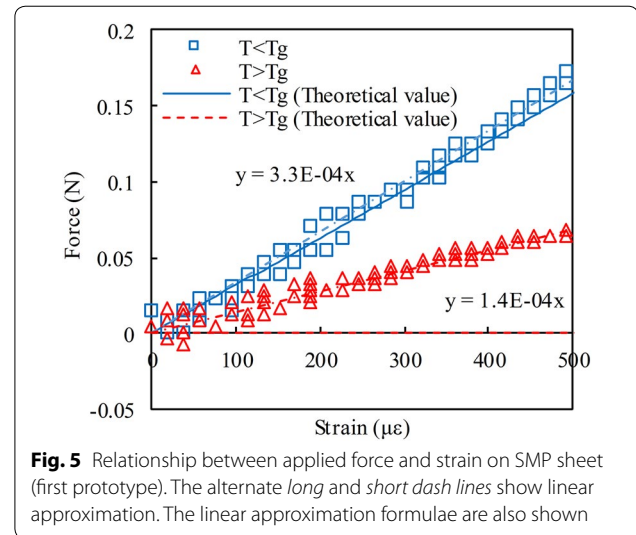 0.2
T<Tg
T>Tg
0.15
T<Tg (Theoretical value)
T>Tg (Theoretical value)
y = 3.3E-04x
0.1
Force (N)
0.05
y = 1.4E-04x
0
0 100 200 300 400 500
-0.05
Strain (με)
Fig. 5 Relationship between applied force and strain on SMP sheet
(first prototype). The alternate long and short dash lines show linear
approximation. The linear approximation formulae are also shown